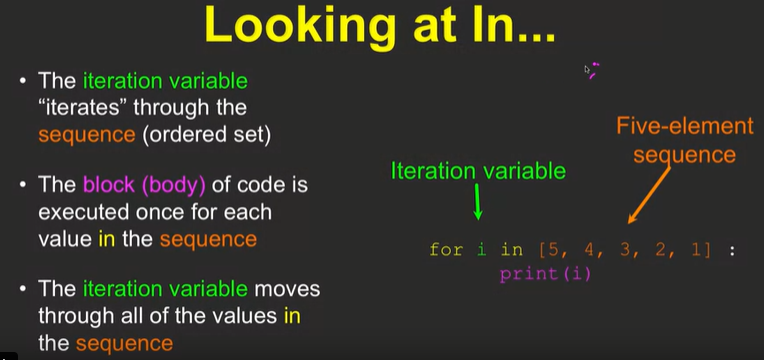 Looking at In...
• The iteration variable
“iterates” through the
sequence (ordered set)
• The block (body) of code is
executed once for each
value in the sequence
• The iteration variable moves
through all of the values in
the sequence
Five-element
sequence
Iteration variable
for i in [5, 4, 3, 2, 1] :
print(i)